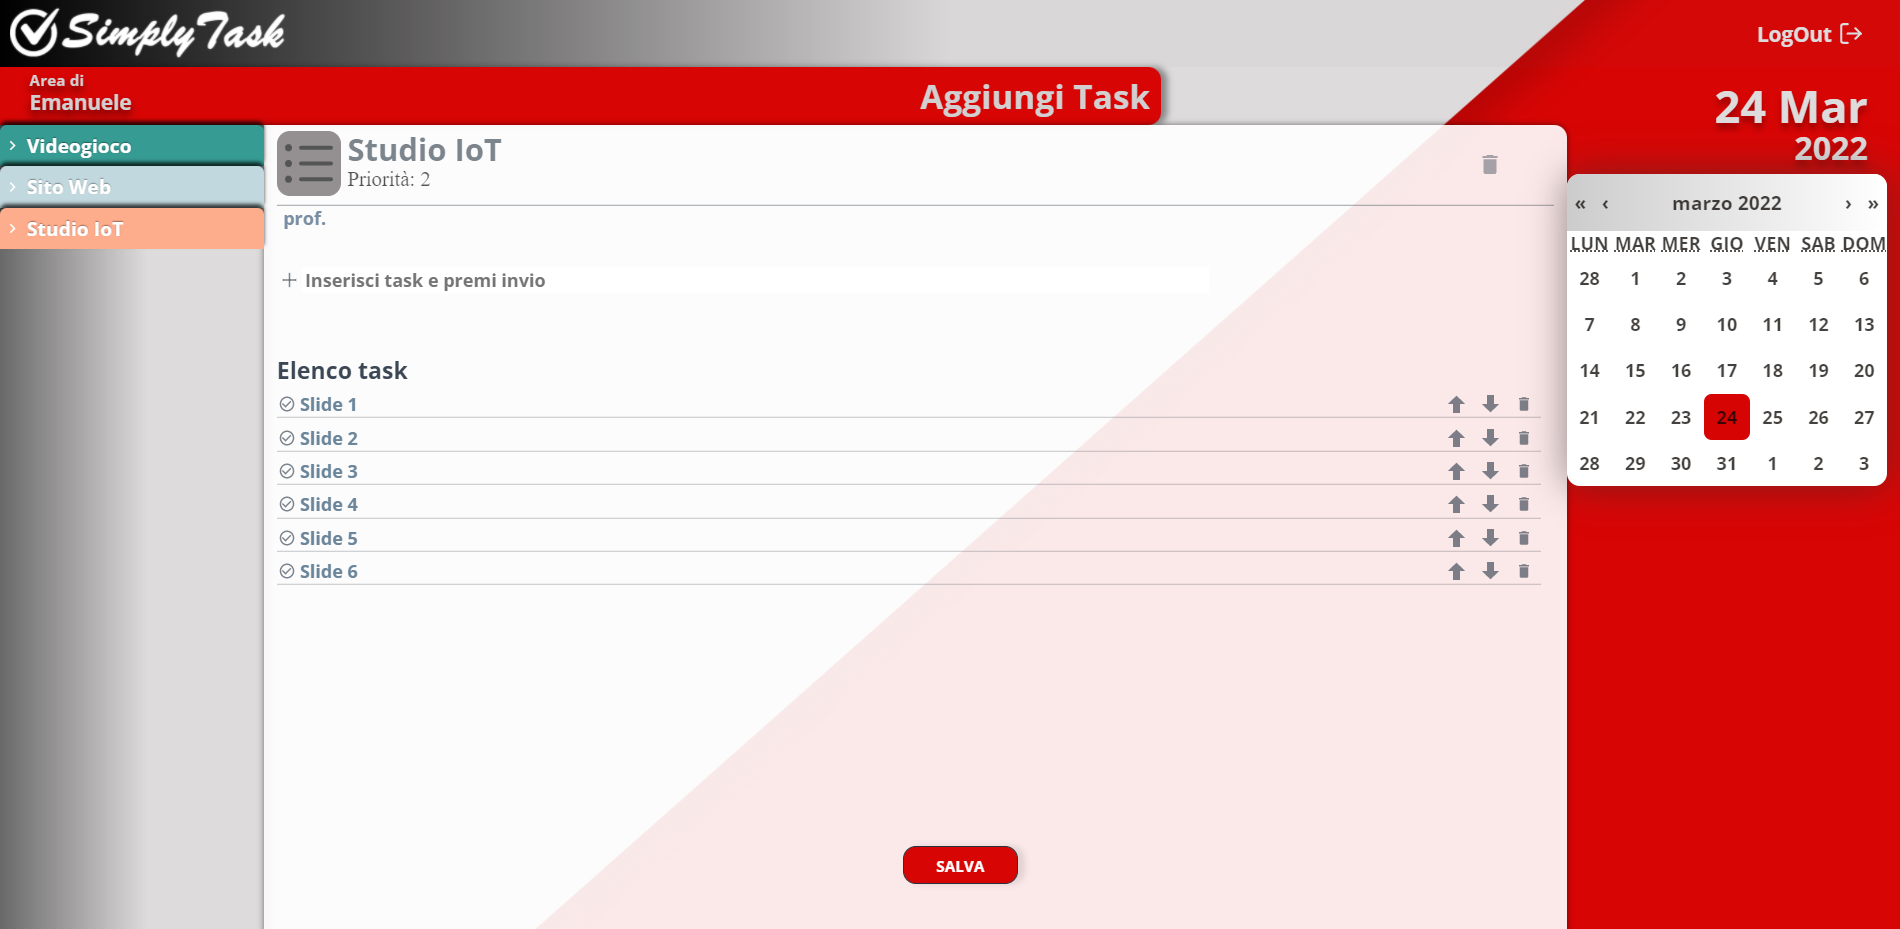 SimplyTask
LogOut
Area di
Emanuele
Aggiungi Task
24 Mar
2022
Videogioco
Sito Web
Studio IoT
Studio IoT
Priorità: 2
prof.
Inserisci task e premi invio
Elenco task
Slide 1
Slide 2
Slide 3
Slide 4
Slide 5
Slide 6
SALVA
« ‹ marzo 2022 › »
LUN MAR MER GIO VEN SAB DOM
28 1 2 3 4 5 6
7 8 9 10 11 12 13
14 15 16 17 18 19 20
21 22 23 24 25 26 27
28 29 30 31 1 2 3